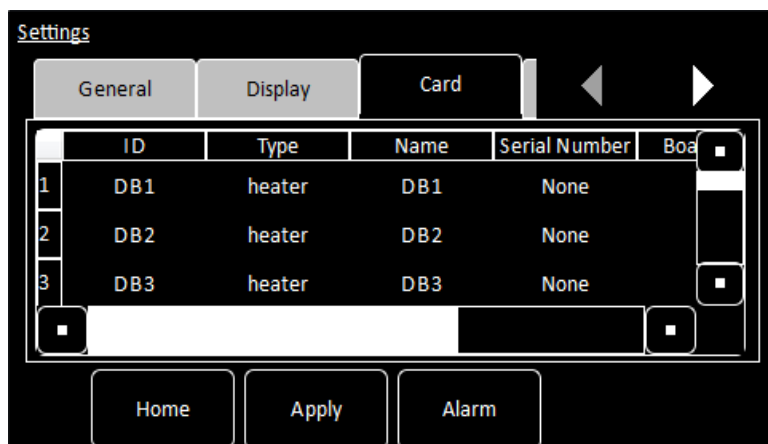 Settings
General Display Card
ID Type Name Serial Number Boa
1 DB1 heater DB1 None
2 DB2 heater DB2 None
3 DB3 heater DB3 None
Home Apply Alarm